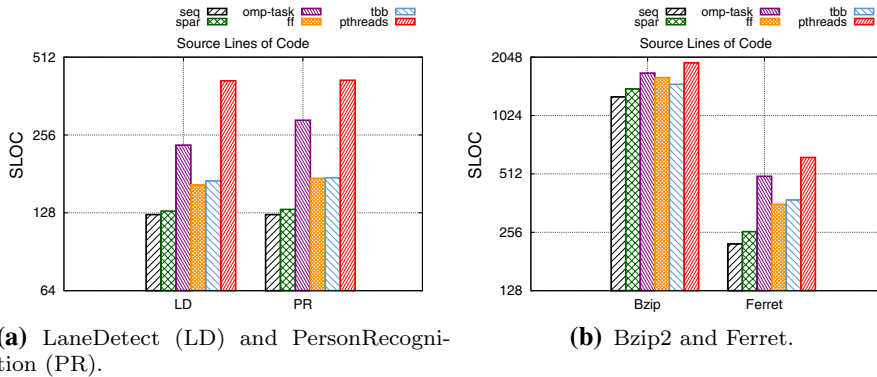 seq omp-task tbb
spar ff pthreads
Source Lines of Code
512
256
128
64
SLOC
LD PR
(a) LaneDetect (LD) and PersonRecogni-
tion (PR).
seq omp-task tbb
spar ff pthreads
Source Lines of Code
2048
1024
512
256
128
SLOC
Bzip Ferret
(b) Bzip2 and Ferret.